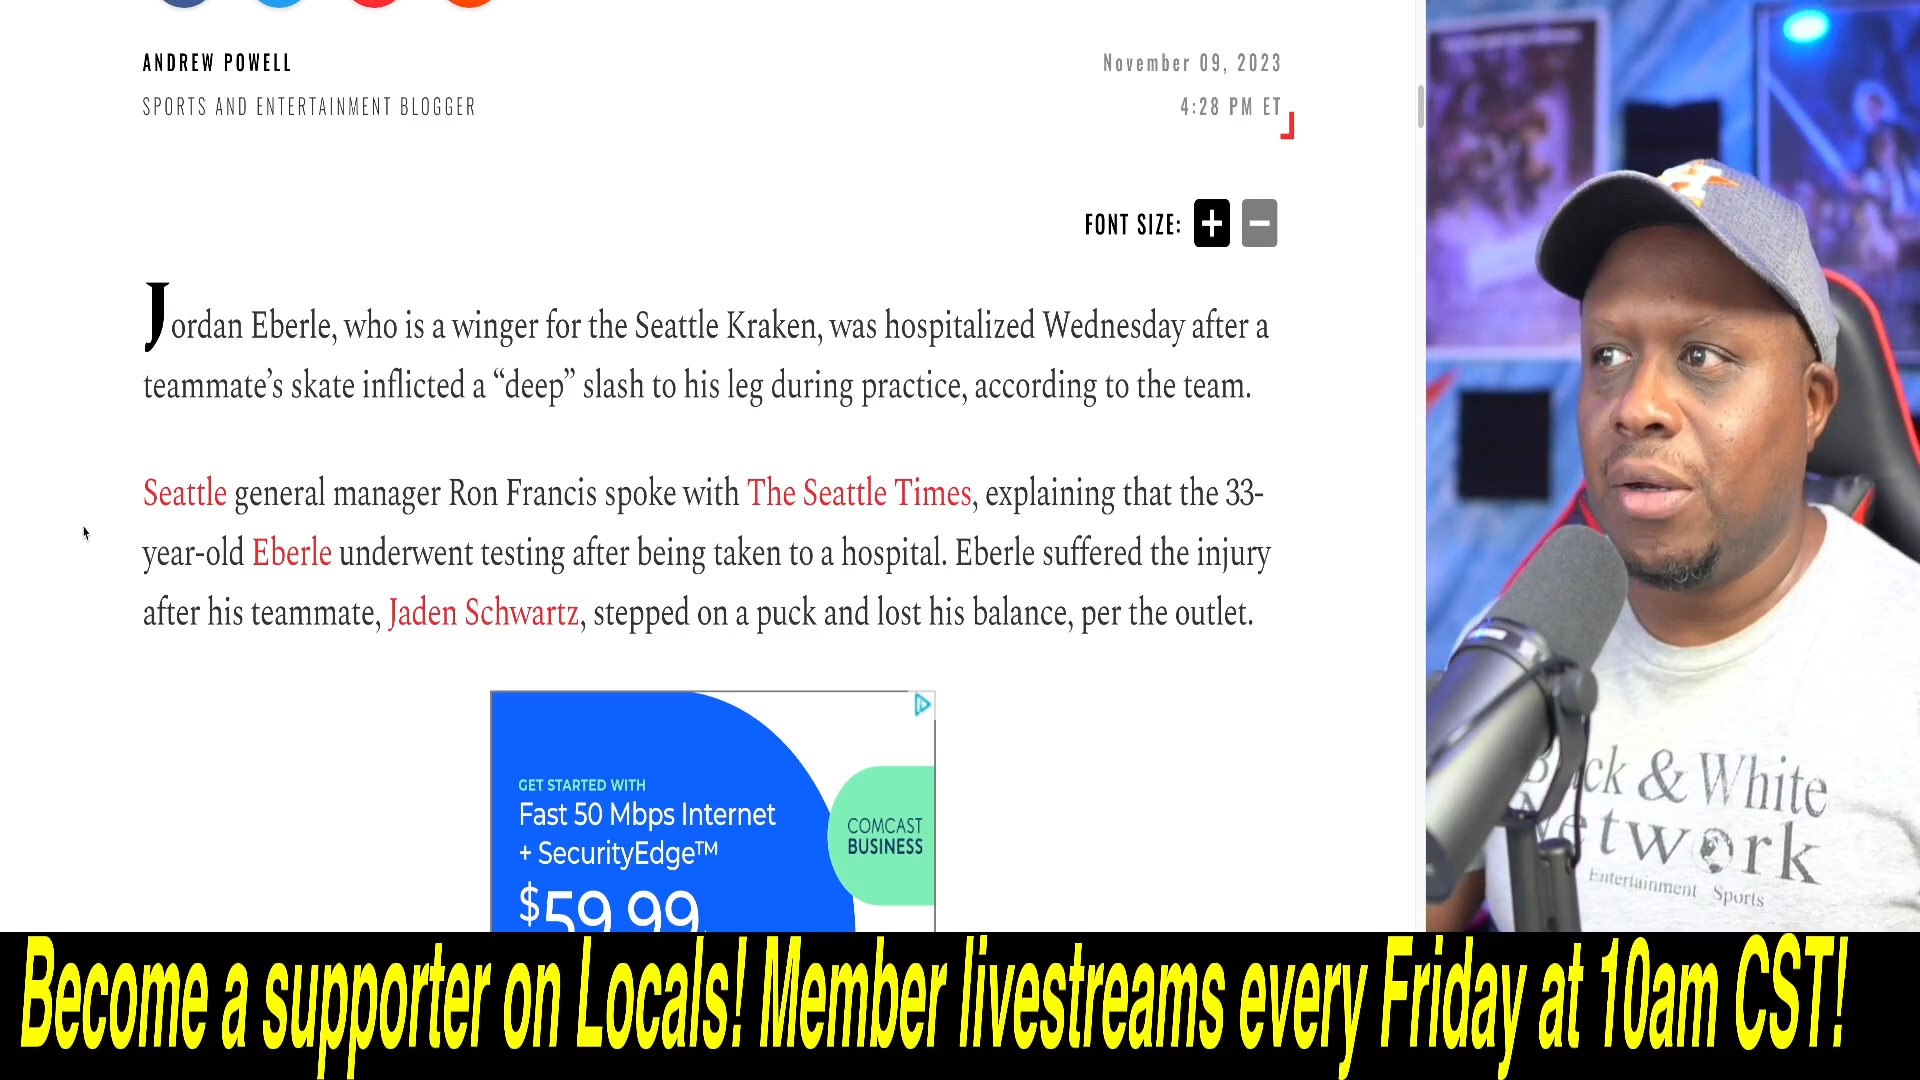 ANDREW POWELL
November 09, 2023
SPORTS AND ENTERTAINMENT BLOGGER
4:28 PM ET
FONT SIZE: + −
Jordan Eberle, who is a winger for the Seattle Kraken, was hospitalized Wednesday after a
teammate’s skate inflicted a “deep” slash to his leg during practice, according to the team.
Seattle general manager Ron Francis spoke with The Seattle Times, explaining that the 33-
year-old Eberle underwent testing after being taken to a hospital. Eberle suffered the injury
after his teammate, Jaden Schwartz, stepped on a puck and lost his balance, per the outlet.
GET STARTED WITH
Fast 50 Mbps Internet
+ SecurityEdge™
$59.99
COMCAST
BUSINESS
Black & White
Network
Entertainment Sports
Become a supporter on Locals! Member livestreams every Friday at 10am CST!